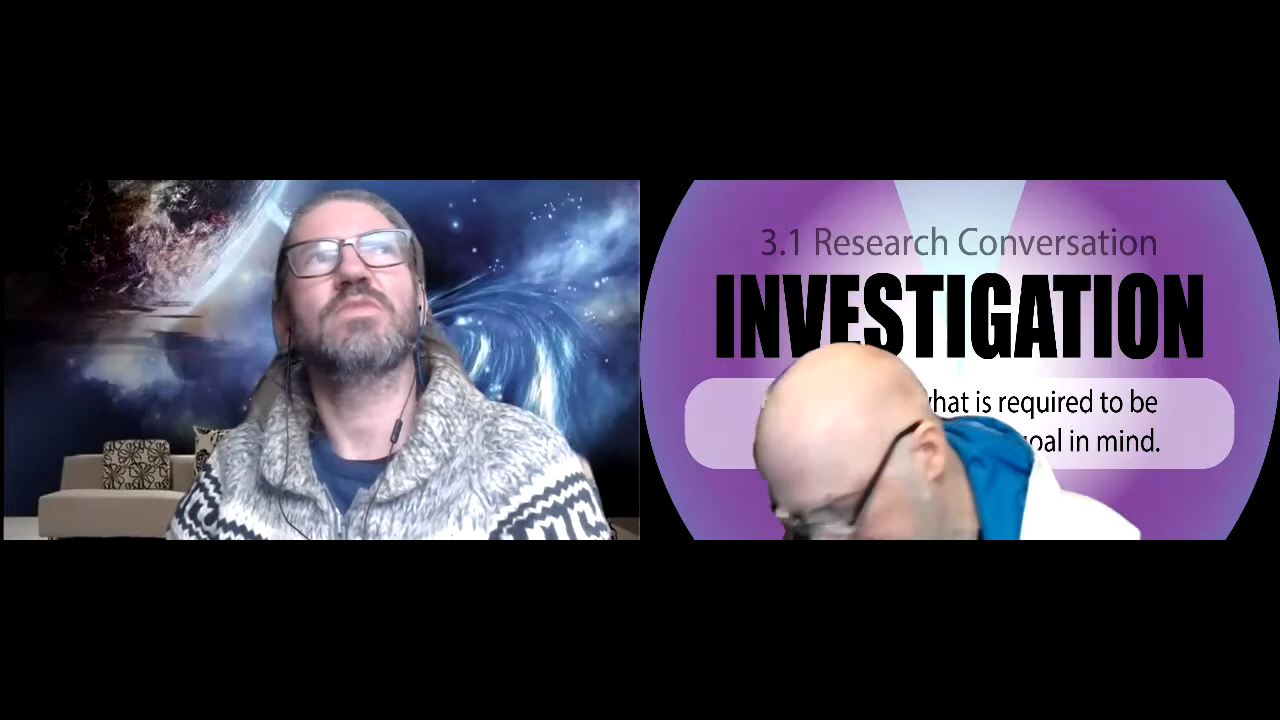 3.1 Research Conversation
INVESTIGATION
what is required to be
goal in mind.